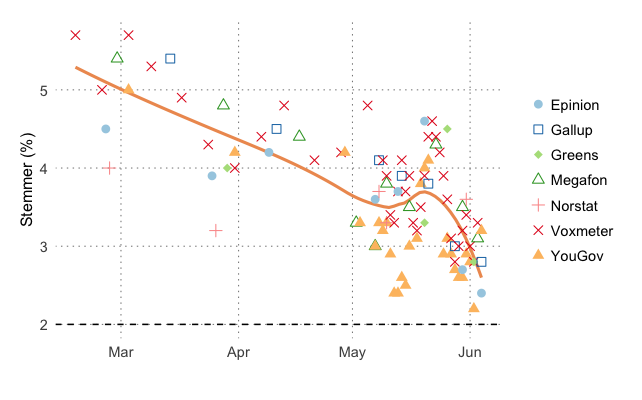 Stemmer (%)
5
4
3
2
Mar
Apr
May
Jun
Epinion
Gallup
Greens
Megafon
Norstat
Voxmeter
YouGov